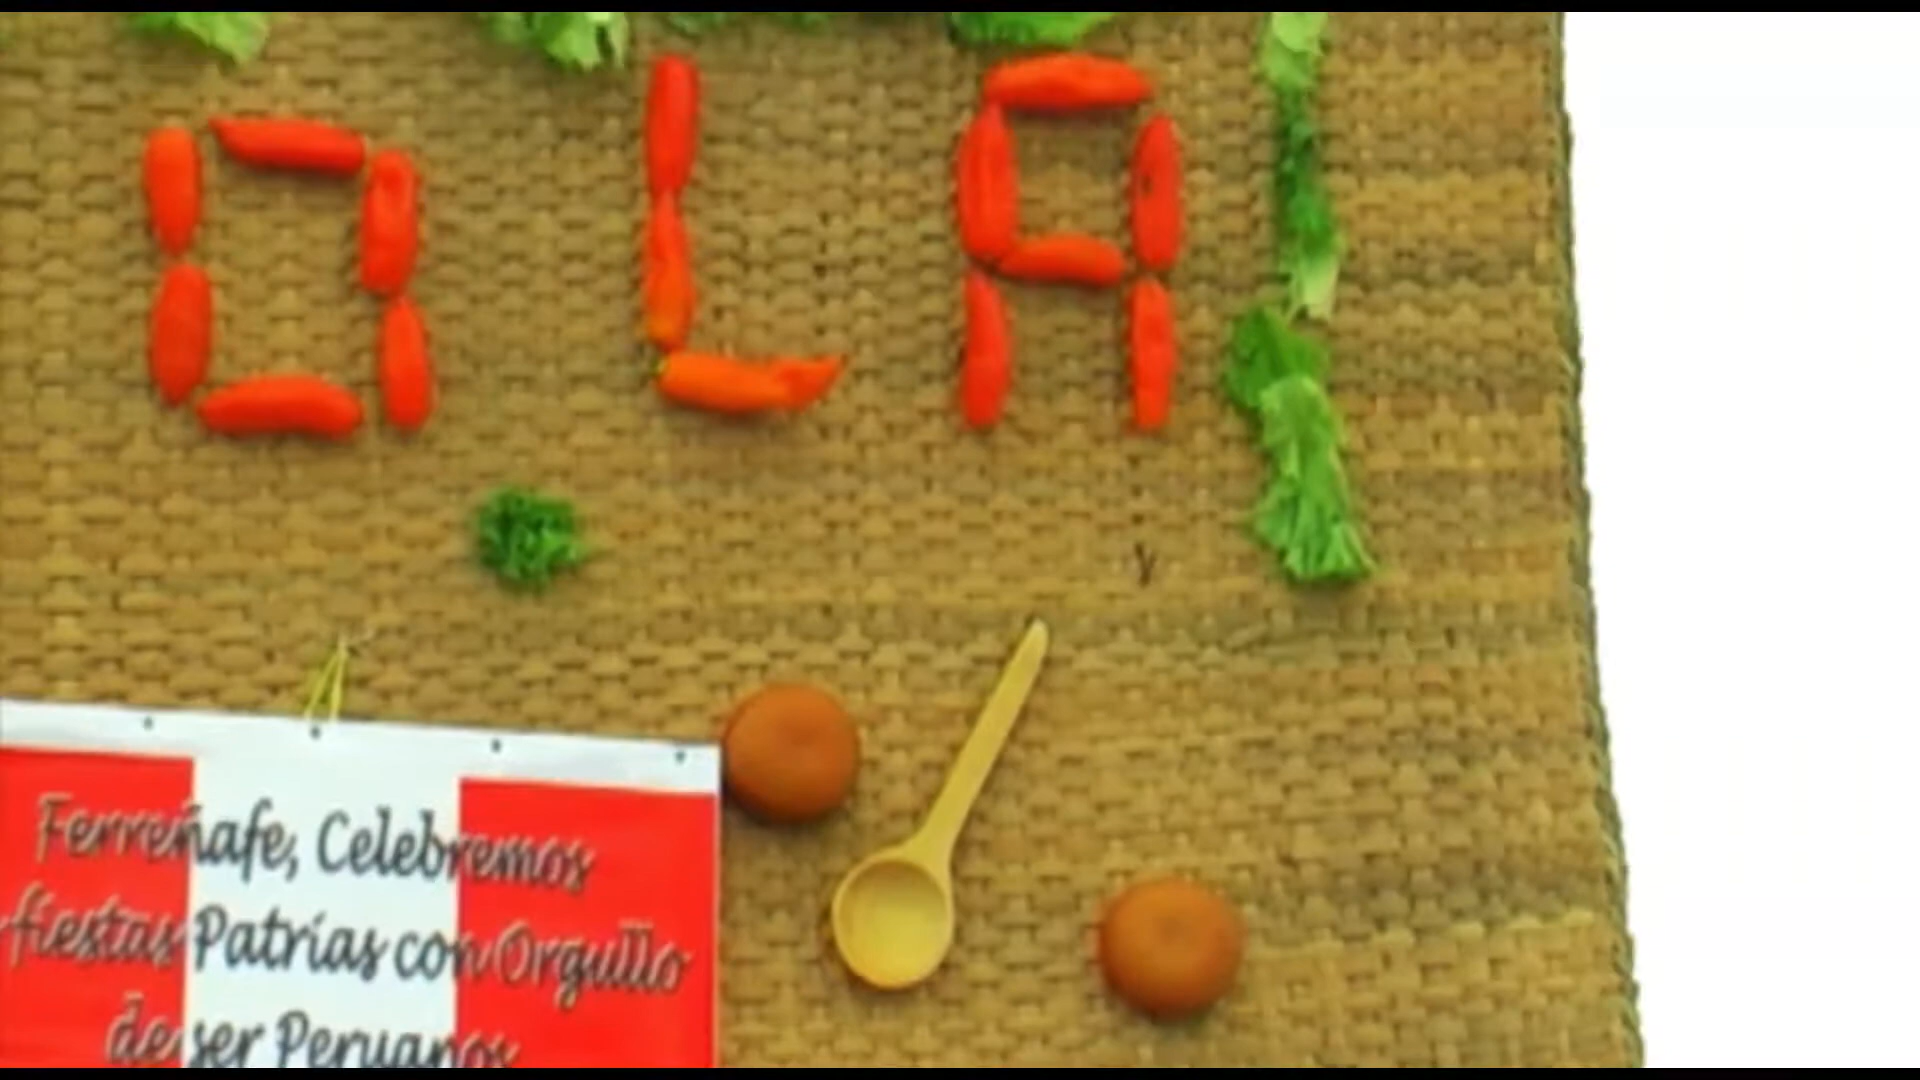 OLA
Ferreñafe, Celebremos
fiestas Patrias con Orgullo
de ser Peruanos